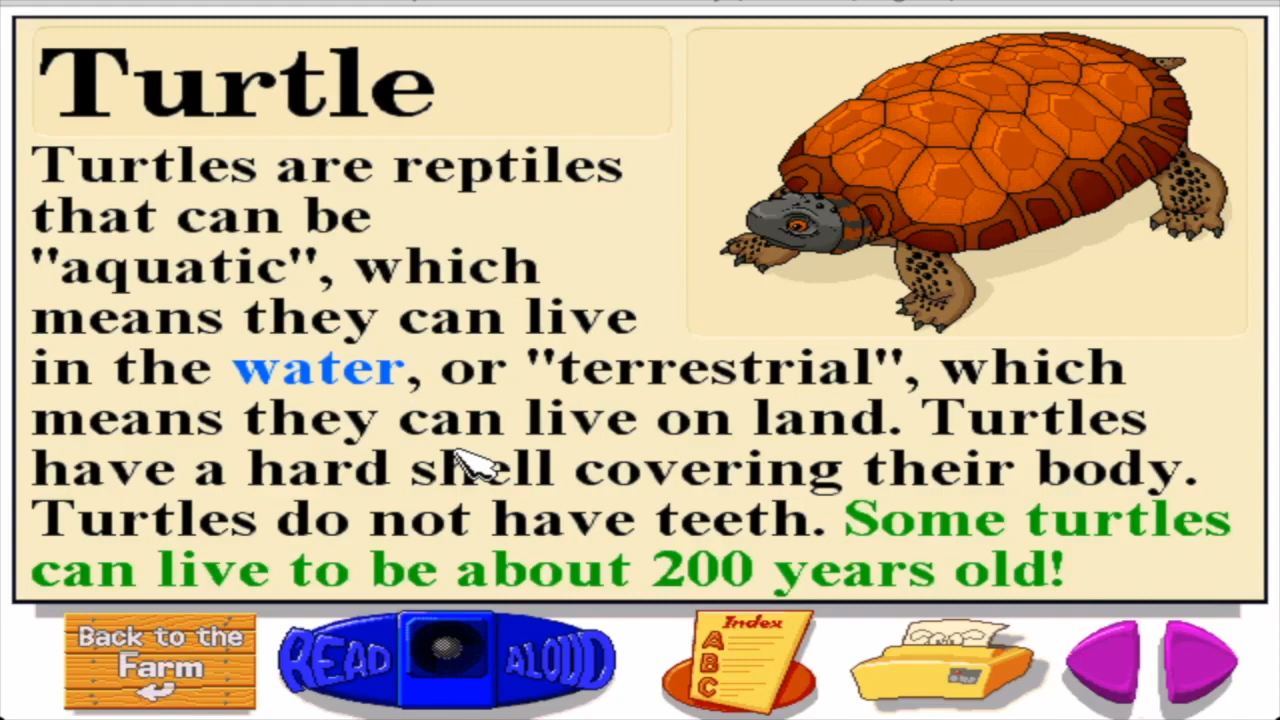 Turtle
Turtles are reptiles
that can be
"aquatic", which
means they can live
in the water, or "terrestrial", which
means they can live on land. Turtles
have a hard shell covering their body.
Turtles do not have teeth. Some turtles
can live to be about 200 years old!
Back to the
Farm
READ ALOUD
Index
A
B
C